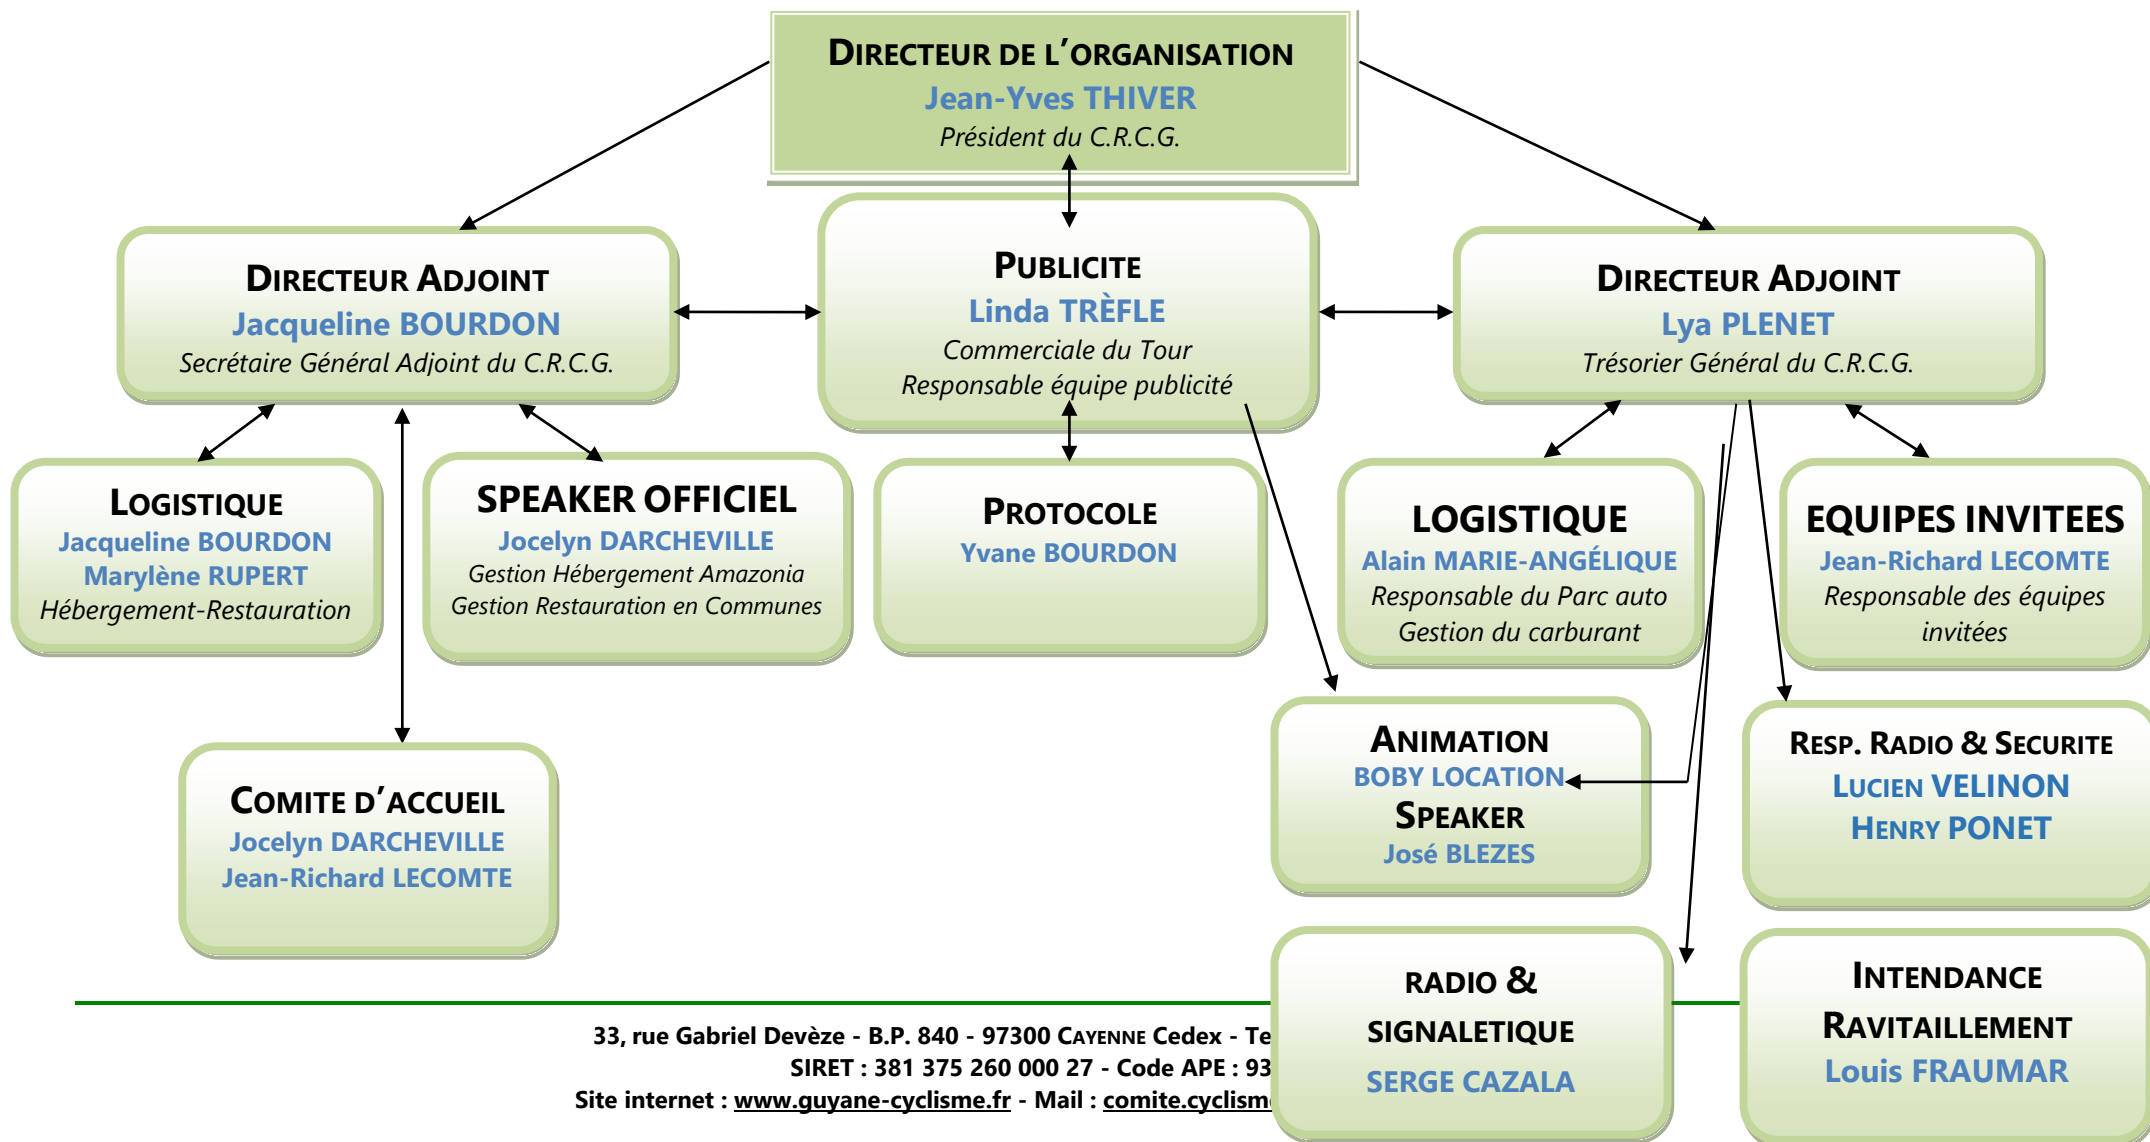 DIRECTEUR DE L'ORGANISATION
Jean-Yves THIVER
Président du C.R.C.G.
DIRECTEUR ADJOINT
Jacqueline BOURDON
Secrétaire Général Adjoint du C.R.C.G.
PUBLICITE
Linda TRÈFLE
Commerciale du Tour
Responsable équipe publicité
DIRECTEUR ADJOINT
Lya PLENET
Trésorier Général du C.R.C.G.
LOGISTIQUE
Jacqueline BOURDON
Marylène RUPERT
Hébergement-Restauration
SPEAKER OFFICIEL
Jocelyn DARCHEVILLE
Gestion Hébergement Amazonia
Gestion Restauration en Communes
PROTOCOLE
Yvane BOURDON
LOGISTIQUE
Alain MARIE-ANGÉLIQUE
Responsable du Parc auto
Gestion du carburant
EQUIPES INVITEES
Jean-Richard LECOMTE
Responsable des équipes
invitées
COMITE D'ACCUEIL
Jocelyn DARCHEVILLE
Jean-Richard LECOMTE
ANIMATION
BOBY LOCATION
SPEAKER
José BLEZES
RESP. RADIO & SECURITE
LUCIEN VELINON
HENRY PONET
RADIO &
SIGNALETIQUE
SERGE CAZALA
INTENDANCE
RAVITAILLEMENT
Louis FRAUMAR
33, rue Gabriel Devèze - B.P. 840 - 97300 CAYENNE Cedex - Te
SIRET : 381 375 260 000 27 - Code APE : 93
Site internet : www.guyane-cyclisme.fr - Mail : comite.cyclism